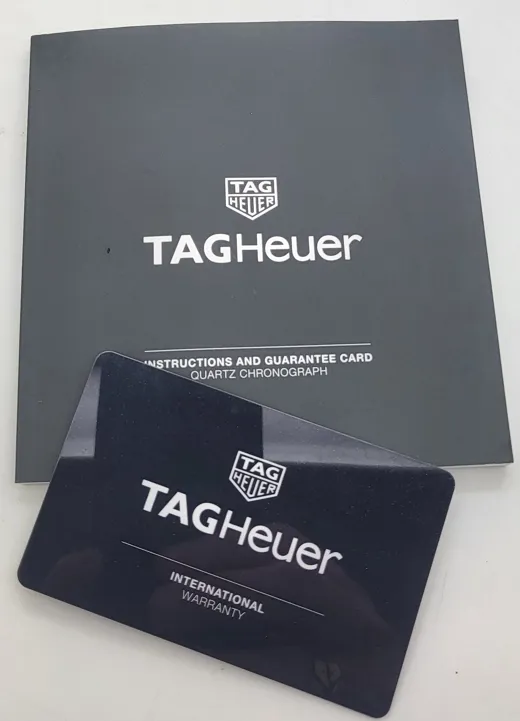 TAG
HEUER
TAGHeuer
INSTRUCTIONS AND GUARANTEE CARD
QUARTZ CHRONOGRAPH
TAG
HEUER
TAGHeuer
INTERNATIONAL
WARRANTY